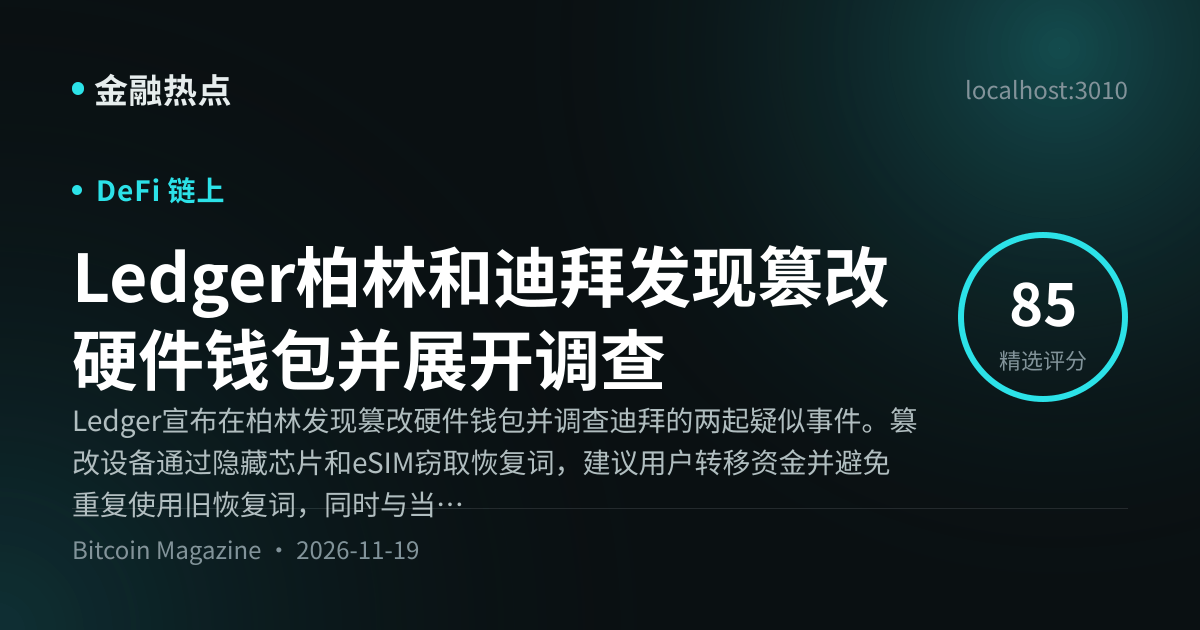 金融热点
localhost:3010
DeFi 链上
Ledger柏林和迪拜发现篡改
硬件钱包并展开调查
85
精选评分
Ledger宣布在柏林发现篡改硬件钱包并调查迪拜的两起疑似事件。篡
改设备通过隐藏芯片和eSIM窃取恢复词，建议用户转移资金并避免
重复使用旧恢复词，同时与当…
Bitcoin Magazine · 2026-11-19